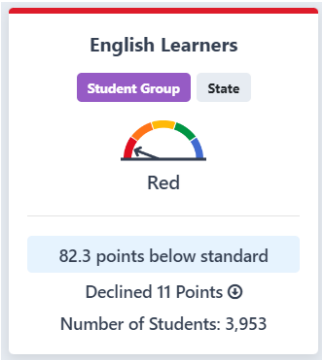 English Learners
Student Group State
Red
82.3 points below standard
Declined 11 Points
Number of Students: 3,953